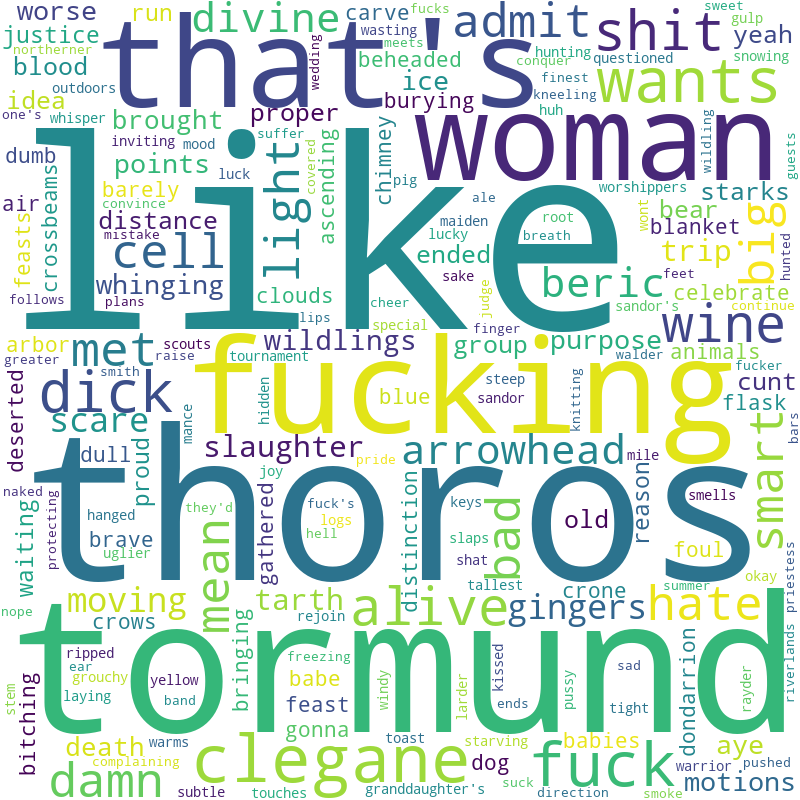 worse
run
divine
carve
fucks
wasting
meets
admit
sweet
gulp
yeah
snowing
justice
northerner
blood
outdoors
idea
one's
whisper
that's
wedding
beheaded
ice
burying
conquer
hunting
questioned
finest
kneeling
huh
shit
wants
brought
proper
suffer
inviting
mood
dumb
points
luck
barely
convince
air
distance
mistake
crossbeams
feasts
light
covered
ascending
chimney
pig
like
woman
wildling
guests
worshippers
starks
wont
bear
blanket
ale
root
maiden
lucky
breath
cell
ended
whinging
sake
beric
big
trip
feet
hunted
celebrate
sandor's
continue
follows
plans
clouds
lips
cheer
special
judge
finger
wine
arbor
greater
met
scouts
raise
tournament
wildlings
group
purpose
walder
animals
smith
fucking
steep
sandor
knitting
fucker
cunt
flask
bars
dick
hidden
blue
deserted
scare
mance
dull
proud
slaughter
arrowhead
mile
smart
pride
joy
naked
thoros
they'd
fuck's
logs
hell
keys
slaps
shat
bad
old
reason
smells
hanged
brave
uglier
protecting
waiting
mean
gathered
distinction
foul
okay
priestess
nope
moving
crows
tarth
rejoin
alive
tallest
crone
gingers
summer
hate
riverlands
tormund
stem
ripped
ear
grouchy
laying
yellow
band
bringing
freezing
babe
feast
windy
larder
kissed
ends
pussy
sad
tight
dondarrion
rayder
bitching
death
warms
complaining
gonna
toast
starving
babies
aye
warrior
pushed
damn
subtle
clegane
touches
granddaughter's
dog
suck
fuck
direction
smoke
motions